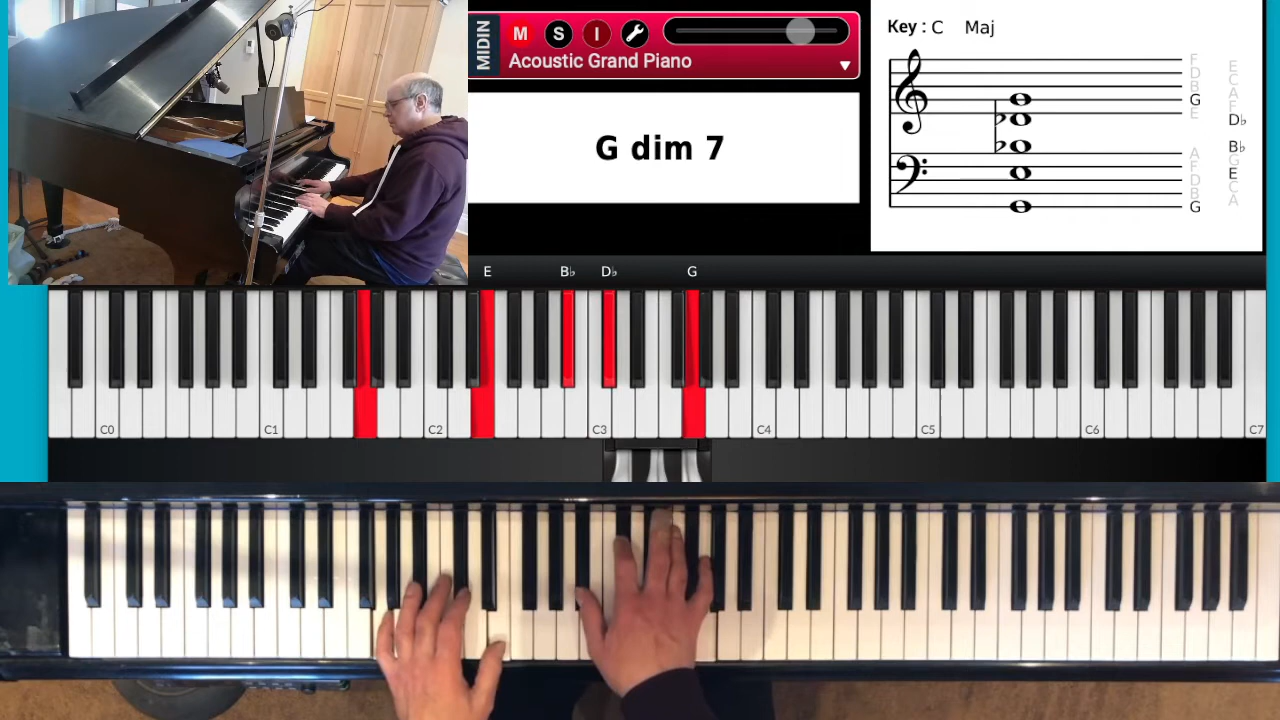 MIDIN
M S I
Acoustic Grand Piano
G dim 7
Key : C Maj
F
D
B
G
E
A
F
D
B
G
E
C
A
F
D♭
B♭
G
E
C
A
E B♭ D♭ G
C0 C1 C2 C3 C4 C5 C6 C7